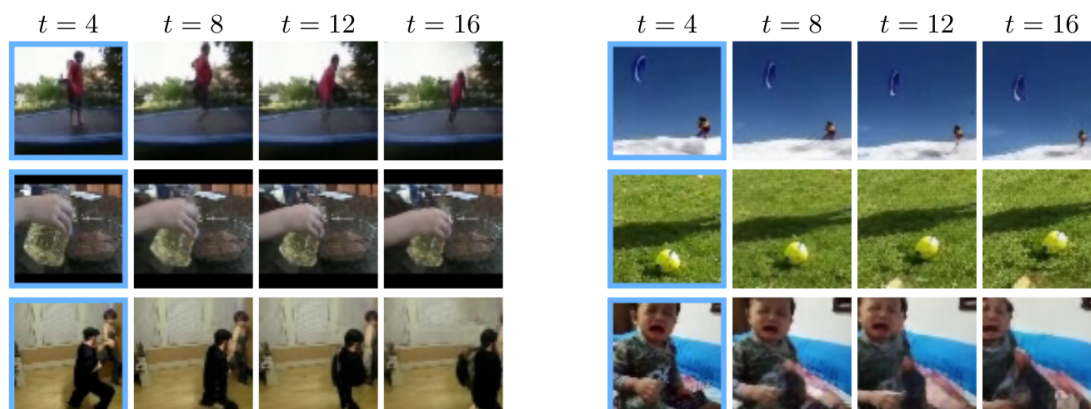 t = 4 t = 8 t = 12 t = 16 t = 4 t = 8 t = 12 t = 16